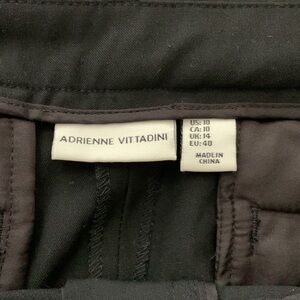 ADRIENNE VITTADINI
US: 10
CA: 10
UK: 14
EU: 40
MADE IN
CHINA